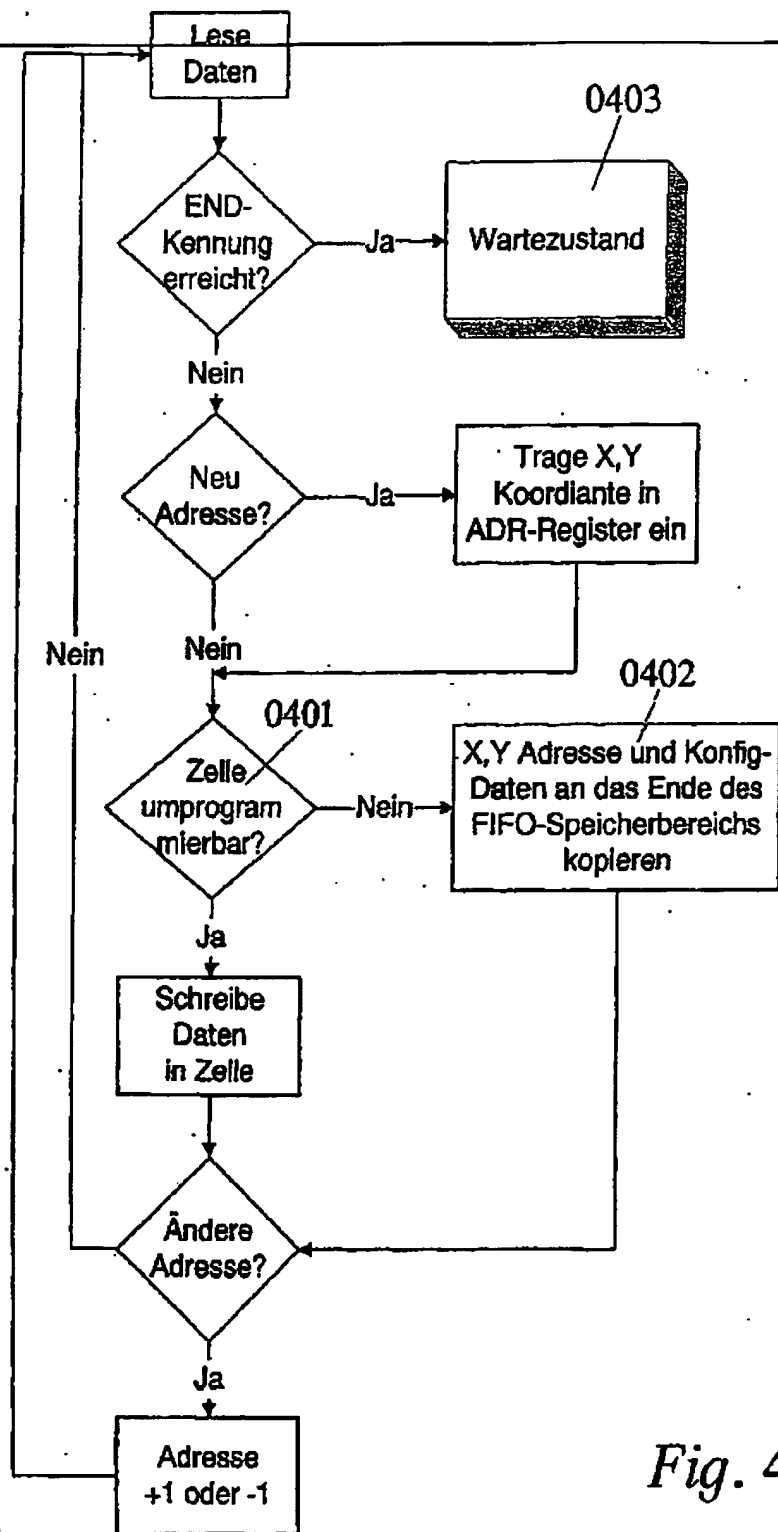 Lese
Daten
0403
END-
Kennung
erreicht?
Ja
Wartezustand
Nein
Neu
Adresse?
Ja
Trage X,Y
Koordiante in
ADR-Register ein
Nein
Nein
0401
0402
Zelle
umprogram
mierbar?
Nein
X,Y Adresse und Konfig-
Daten an das Ende des
FIFO-Speicherbereichs
kopieren
Ja
Schreibe
Daten
in Zelle
Ändere
Adresse?
Ja
Adresse
+1 oder -1
Fig. 4